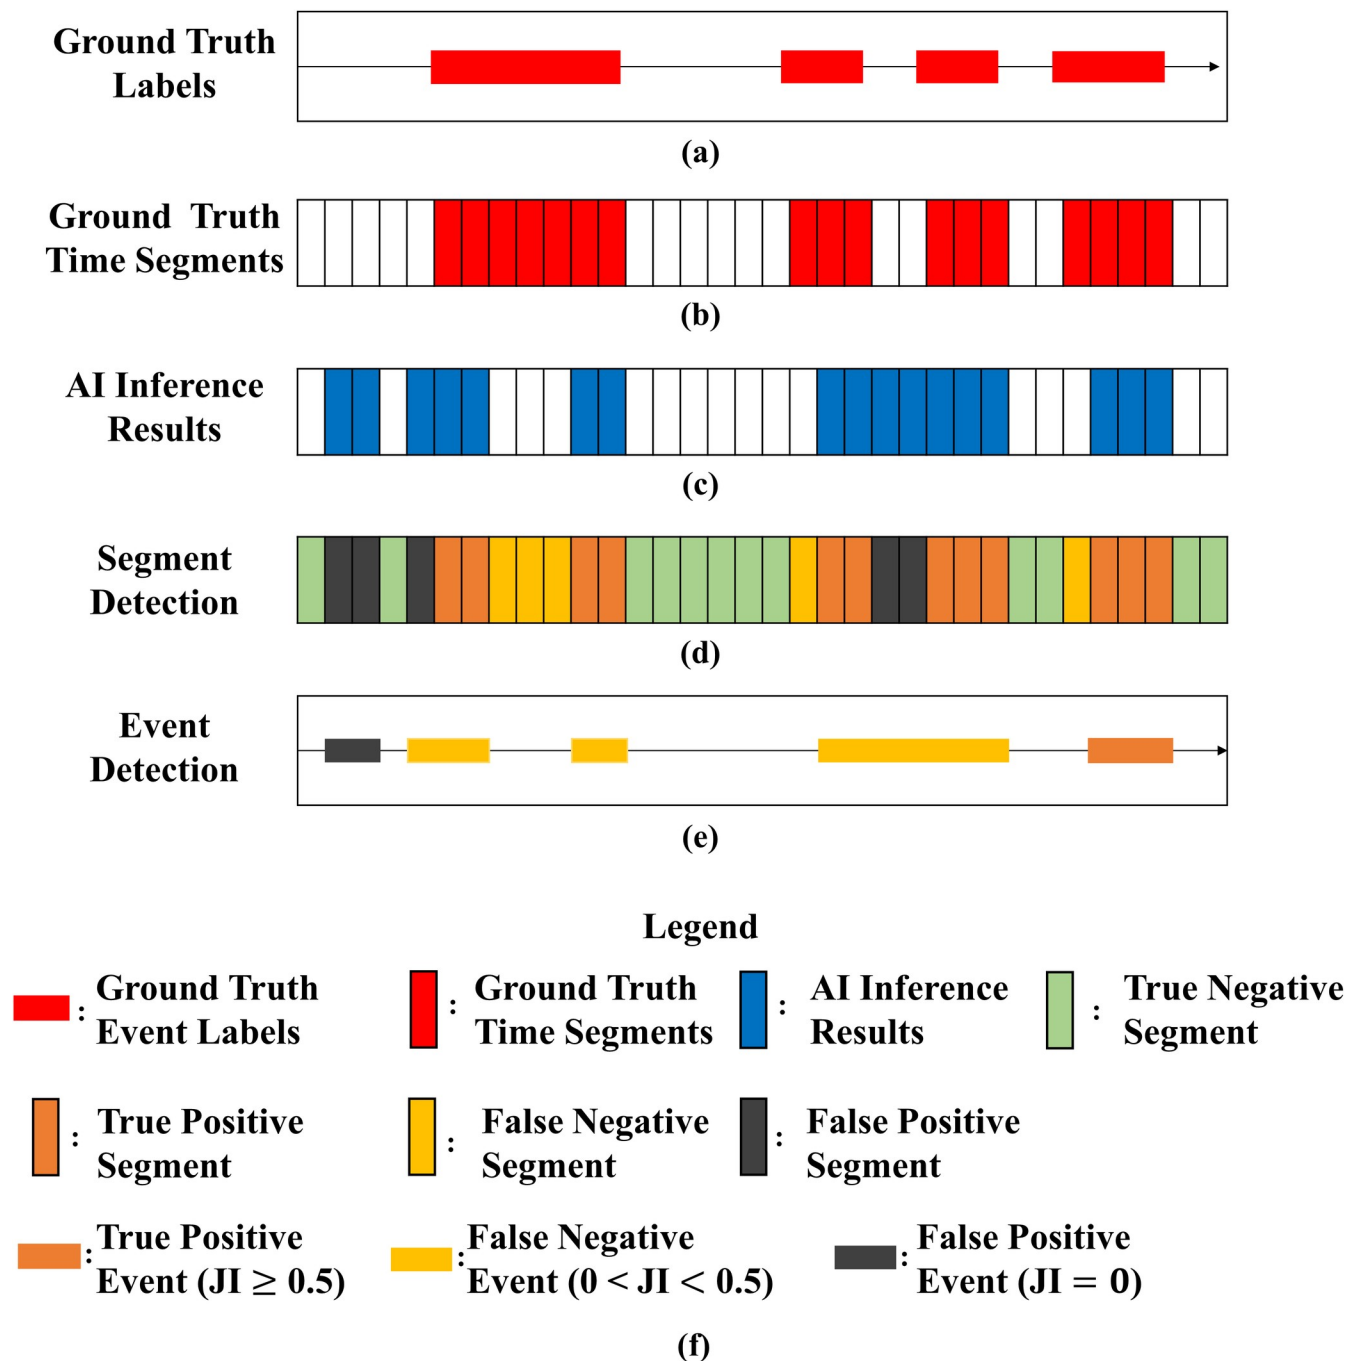 Ground Truth
Labels
(a)
Ground Truth
Time Segments
(b)
AI Inference
Results
(c)
Segment
Detection
(d)
Event
Detection
(e)
Legend
: Ground Truth
Event Labels
: Ground Truth
Time Segments
: AI Inference
Results
: True Negative
Segment
: True Positive
Segment
: False Negative
Segment
: False Positive
Segment
: True Positive
Event (JI ≥ 0.5)
: False Negative
Event (0 < JI < 0.5)
: False Positive
Event (JI = 0)
(f)